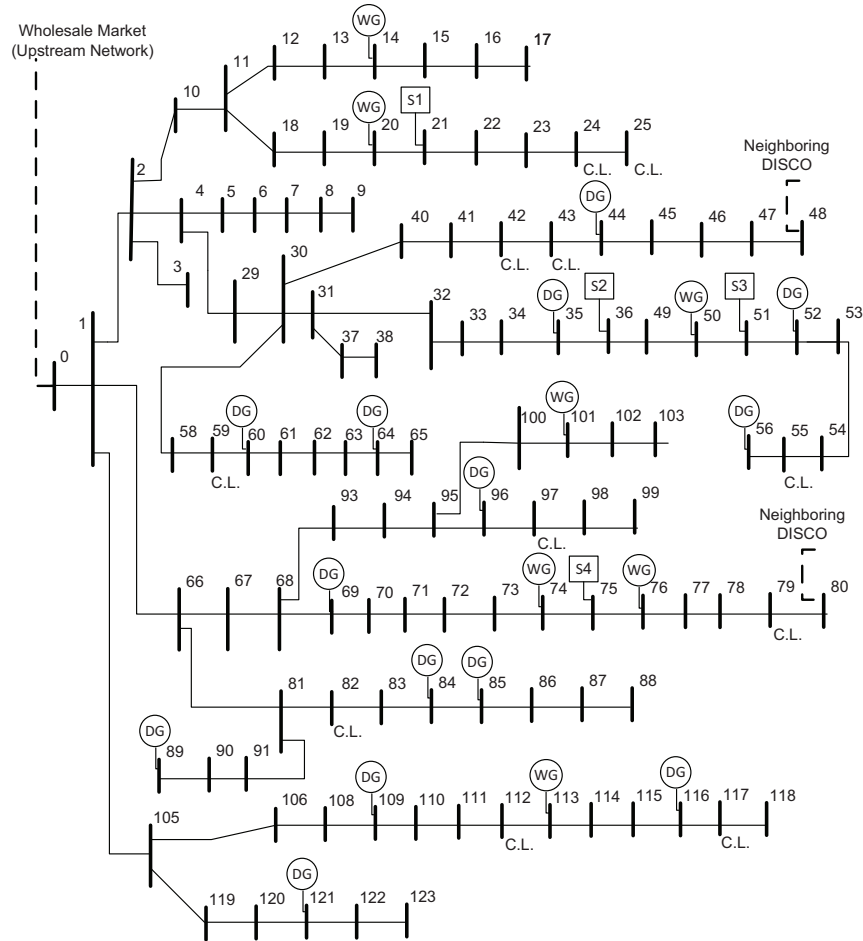 Wholesale Market
(Upstream Network)
WG
12 13 14 15 16 17
11
10
WG S1
18 19 20 21 22 23 24 25
C.L. C.L.
2
4 5 6 7 8 9
3
Neighboring
DISCO
DG
40 41 42 43 44 45 46 47 48
C.L. C.L.
30
29 31 32
DG S2 WG S3 DG
33 34 35 36 49 50 51 52 53
37 38
1
0
DG DG
58 59 60 61 62 63 64 65
C.L.
WG
100 101 102 103
DG
56 55 54
C.L.
DG
93 94 95 96 97 98 99
C.L.
Neighboring
DISCO
66 67 68
DG WG S4 WG
69 70 71 72 73 74 75 76 77 78 79 80
C.L.
DG DG
81 82 83 84 85 86 87 88
C.L.
DG
89 90 91
DG WG DG
105 106 108 109 110 111 112 113 114 115 116 117 118
C.L. C.L.
DG
119 120 121 122 123